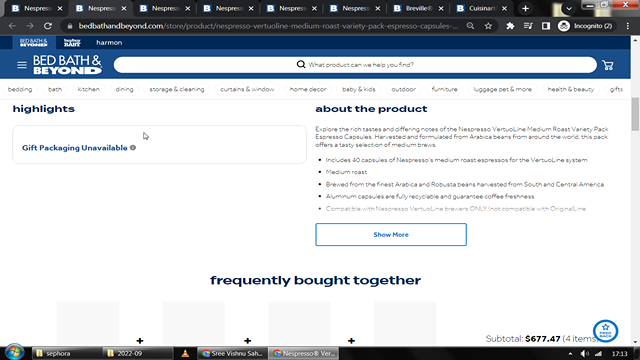 Nespresso
Nespress
Nespresso
Nespresso
Nespresso
Nespresso
Breville®
Cuisinart
bedbathandbeyond.com/store/product/nespresso-vertuoline-medium-roast-variety-pack-espresso-capsules-...
Incognito (2)
BED BATH & BEYOND
buybuy BABY
harmon
BED BATH & BEYOND
What product can we help you find?
bedding bath kitchen dining storage & cleaning curtains & window home decor baby & kids outdoor furniture luggage pet & more health & beauty gifts
highlights
Gift Packaging Unavailable
about the product
Explore the rich tastes and differing notes of the Nespresso VertuoLine Medium Roast Variety Pack
Espresso Capsules. Harvested and formulated from Arabica beans from around the world, this pack
offers a tasty selection of medium brews.
• Includes 40 capsules of Nespresso's medium roast espressos for the VertuoLine system
• Medium roast
• Brewed from the finest Arabica and Robusta beans harvested from South and Central America
• Aluminum capsules are fully recyclable and guarantee coffee freshness
• Compatible with Nespresso VertuoLine brewers ONLY (not compatible with OriginalLine
Show More
frequently bought together
+ + +
Subtotal: $677.47 (4 items)
FEED BACK
sephora
2022-09
Sree Vishnu Sah...
Nespresso® Ver...
17:13